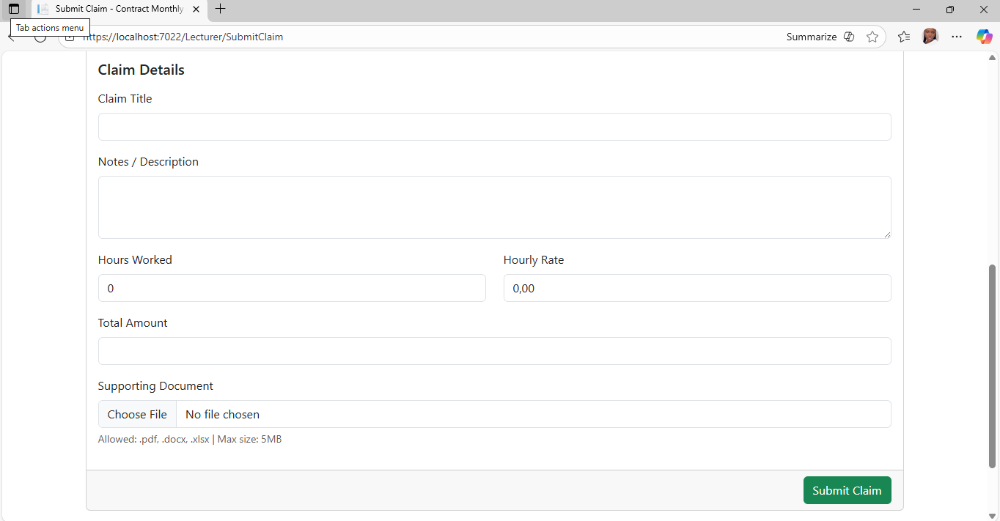 Submit Claim - Contract Monthly
Tab actions menu
https://localhost:7022/Lecturer/SubmitClaim
Summarize
Claim Details
Claim Title
Notes / Description
Hours Worked
Hourly Rate
0
0,00
Total Amount
Supporting Document
Choose File
No file chosen
Allowed: .pdf, .docx, .xlsx | Max size: 5MB
Submit Claim